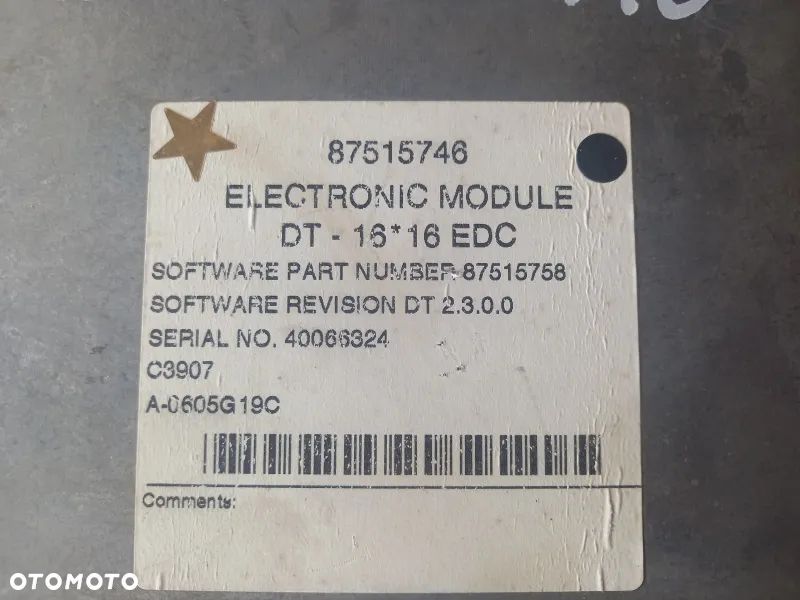 87515746
ELECTRONIC MODULE
DT - 16*16 EDC
SOFTWARE PART NUMBER 87515758
SOFTWARE REVISION DT 2.3.0.0
SERIAL NO. 40066324
C3907
A-0605G19C
Comments:
OTOMOTO